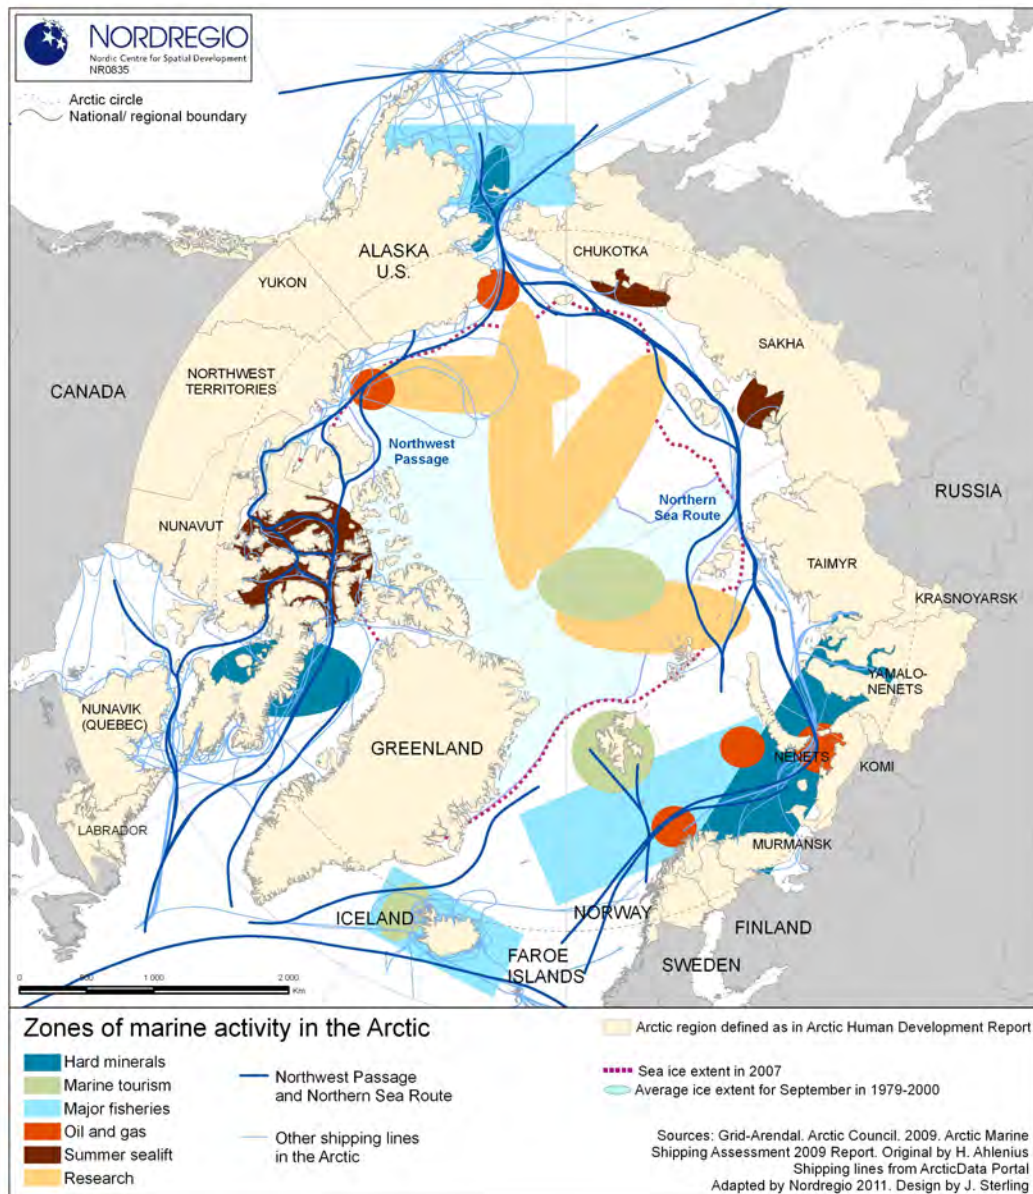 NORDREGIO
Nordic Centre for Spatial Development
NR0835
Arctic circle
National/ regional boundary
ALASKA
U.S.
CHUKOTKA
YUKON
SAKHA
NORTHWEST
TERRITORIES
CANADA
Northwest
Passage
RUSSIA
Northern
Sea Route
NUNAVUT
TAIMYR
KRASNOYARSK
YAMALO-
NENETS
NUNAVIK
(QUEBEC)
GREENLAND
NENETS
KOMI
LABRADOR
MURMANSK
ICELAND
NORWAY
FINLAND
FAROE
ISLANDS
SWEDEN
0 500 1 000 2 000
Km
Zones of marine activity in the Arctic
Hard minerals
Marine tourism
Major fisheries
Oil and gas
Summer sealift
Research
Northwest Passage
and Northern Sea Route
Other shipping lines
in the Arctic
Arctic region defined as in Arctic Human Development Report
Sea ice extent in 2007
Average ice extent for September in 1979-2000
Sources: Grid-Arendal. Arctic Council. 2009. Arctic Marine
Shipping Assessment 2009 Report. Original by H. Ahlenius
Shipping lines from ArcticData Portal
Adapted by Nordregio 2011. Design by J. Sterling